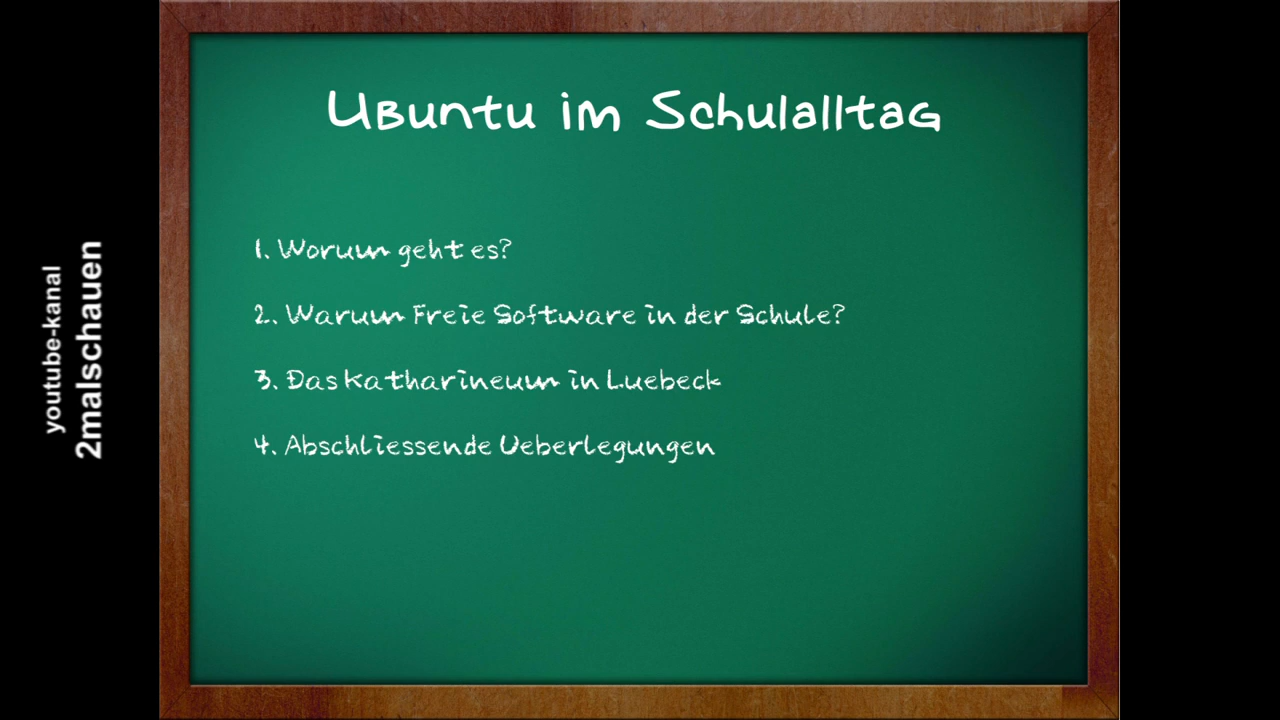 Ubuntu im Schulalltag
1. Worum geht es?
2. Warum Freie Software in der Schule?
3. Das Katharineum in Luebeck
4. Abschliessende Ueberlegungen
youtube-kanal
2malschauen